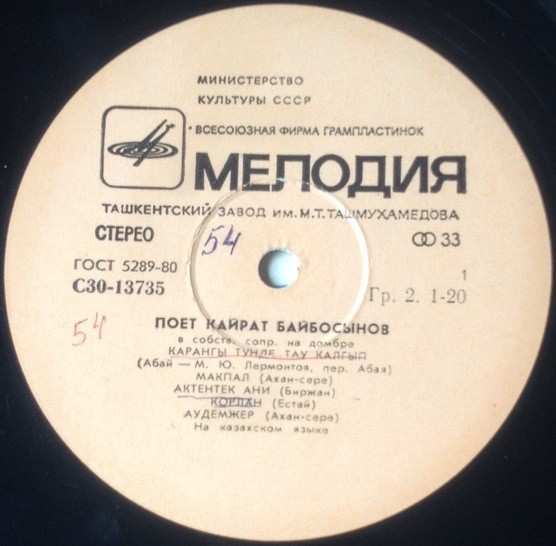 МИНИСТЕРСТВО
КУЛЬТУРЫ СССР
ВСЕСОЮЗНАЯ ФИРМА ГРАМПЛАСТИНОК
МЕЛОДИЯ
ТАШКЕНТСКИЙ ЗАВОД ИМ. М.Т. ТАШМУХАМЕДОВА
СТЕРЕО 54 33
ГОСТ 5289-80 1
С30-13735 Гр. 2. 1-20
54
ПОЕТ КАЙРАТ БАЙБОСЫНОВ
в собств. сопр. на домбре
КАРАНГЫ ТУНДЕ ТАУ КАЛГЫП
(Абай — М. Ю. Лермонтов, пер. Абая)
МАКПАЛ (Ахан-сере)
АКТЕНТЕК АНИ (Биржан)
КОРЛАН (Естай)
АУДЕМЖЕР (Ахан-сере)
На казахском языке